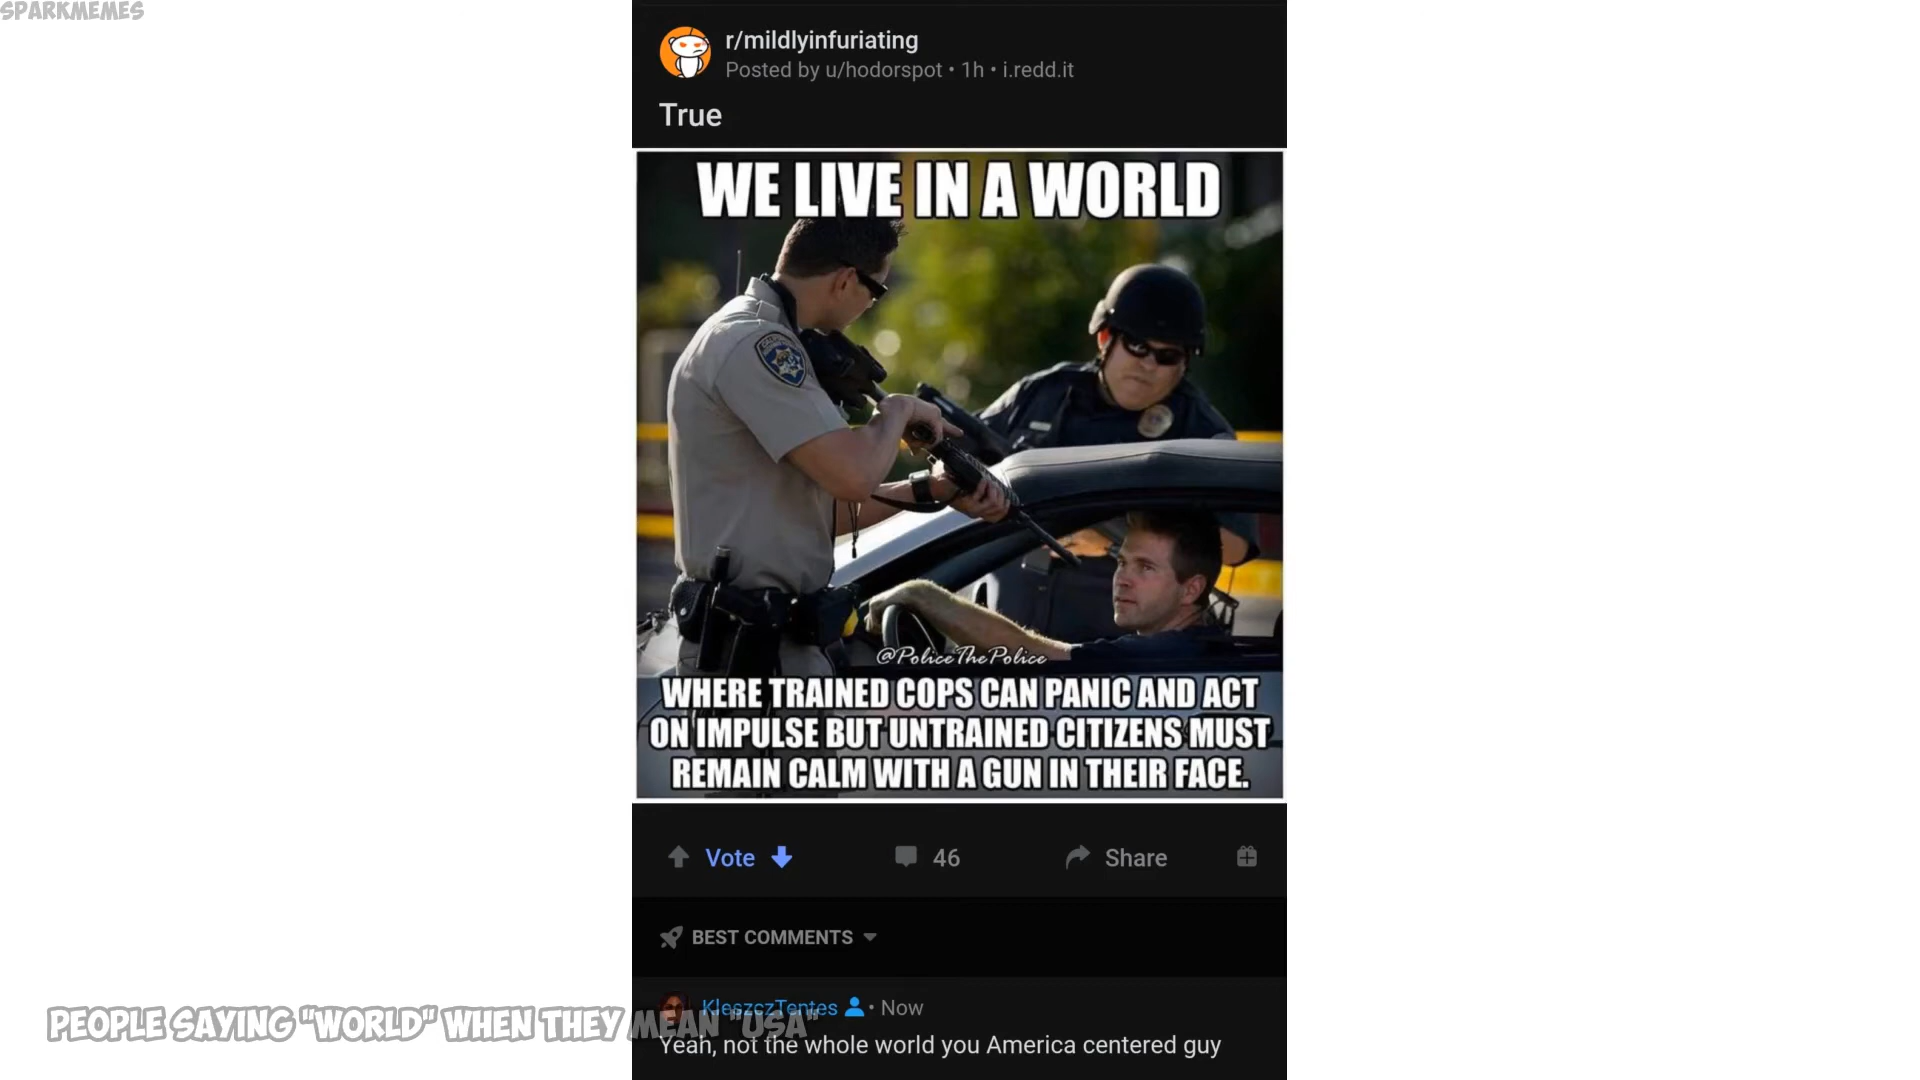 SPARKMEMES
r/mildlyinfuriating
Posted by u/hodorspot • 1h • i.redd.it
True
WE LIVE IN A WORLD
@PoliceThePolice
WHERE TRAINED COPS CAN PANIC AND ACT
ON IMPULSE BUT UNTRAINED CITIZENS MUST
REMAIN CALM WITH A GUN IN THEIR FACE.
Vote
46
Share
BEST COMMENTS
KleszczTentes • Now
PEOPLE SAYING "WORLD" WHEN THEY MEAN "USA"
Yeah, not the whole world you America centered guy